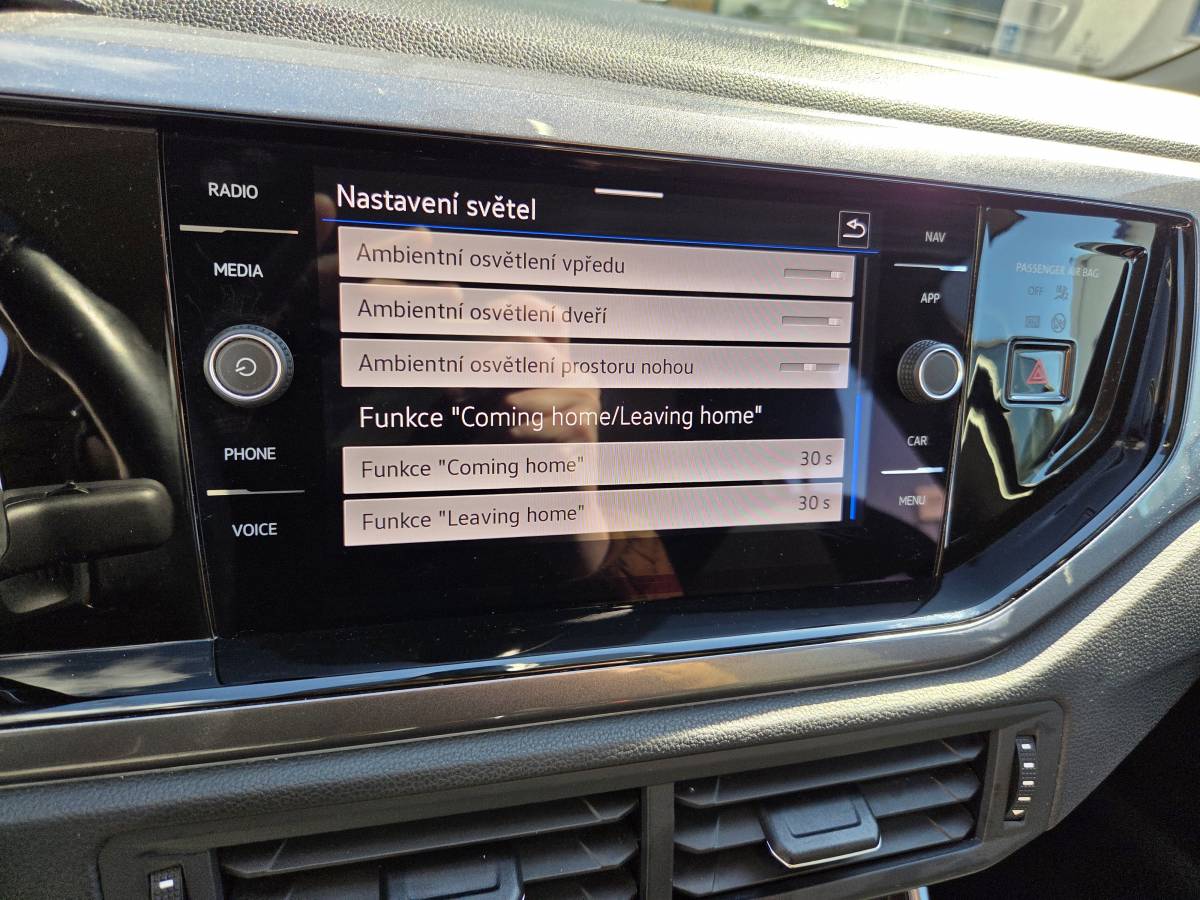 RADIO
MEDIA
PHONE
VOICE
Nastavení světel
Ambientní osvětlení vpředu
Ambientní osvětlení dveří
Ambientní osvětlení prostoru nohou
Funkce "Coming home/Leaving home"
Funkce "Coming home" 30 s
Funkce "Leaving home" 30 s
NAV
APP
CAR
MENU
PASSENGER AIR BAG
OFF